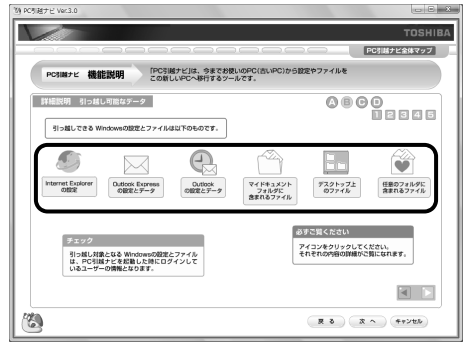 PC引越ナビ Ver.3.0
TOSHIBA
PC引越ナビ全体マップ
PC引越ナビ 機能説明
「PC引越ナビ」は、今までお使いのPC(古いPC)から設定やファイルを
この新しいPCへ移行するツールです。
詳細説明 引っ越し可能なデータ
A B C D
1 2 3 4 5
引っ越しできる Windowsの設定とファイルは以下のものです。
Internet Explorer
の設定
Outlook Express
の設定とデータ
Outlook
の設定とデータ
マイドキュメント
フォルダに
含まれるファイル
デスクトップ上
のファイル
任意のフォルダに
含まれるファイル
チェック
引っ越し対象となる Windowsの設定とファイル
は、PC引越ナビを起動した時にログインして
いるユーザーの情報となります。
必ずご覧ください
アイコンをクリックしてください。
それぞれの内容の詳細がご覧になれます。
戻 る
次 へ
キャンセル